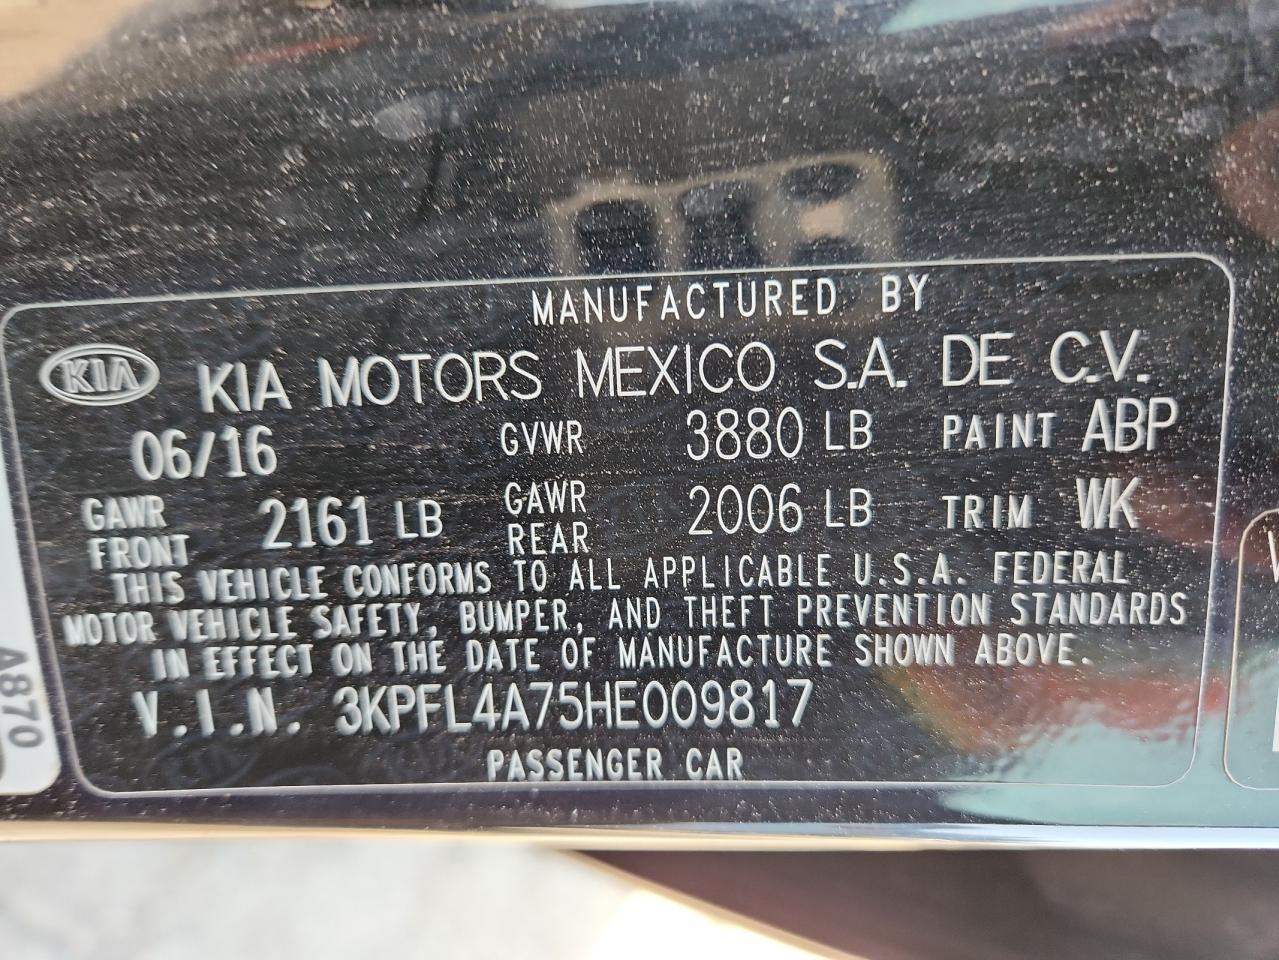 MANUFACTURED BY
KIA KIA MOTORS MEXICO S.A. DE C.V.
06/16 GVWR 3880 LB PAINT ABP
GAWR FRONT 2161 LB GAWR REAR 2006 LB TRIM WK
THIS VEHICLE CONFORMS TO ALL APPLICABLE U.S.A. FEDERAL
MOTOR VEHICLE SAFETY, BUMPER, AND THEFT PREVENTION STANDARDS
IN EFFECT ON THE DATE OF MANUFACTURE SHOWN ABOVE.
V.I.N. 3KPFL4A75HE009817
PASSENGER CAR
A870